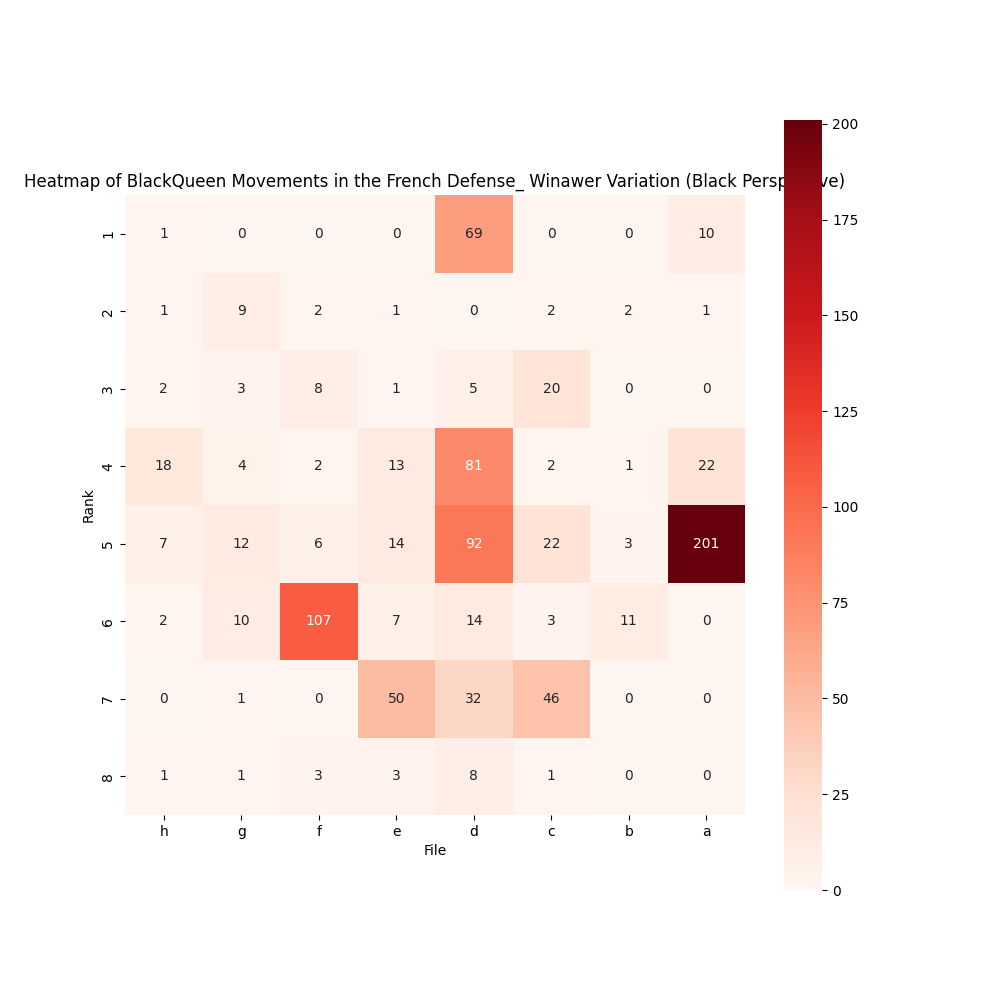 200
Heatmap of BlackQueen Movements in the French Defense_ Winawer Variation (Black Perspective)
1 1 0 0 0 69 0 0 10
175
2 1 9 2 1 0 2 2 1
150
3 2 3 8 1 5 20 0 0
125
4 18 4 2 13 81 2 1 22
100
Rank
5 7 12 6 14 92 22 3 201
75
6 2 10 107 7 14 3 11 0
50
7 0 1 0 50 32 46 0 0
25
8 1 1 3 3 8 1 0 0
h g f e d c b a
File
0